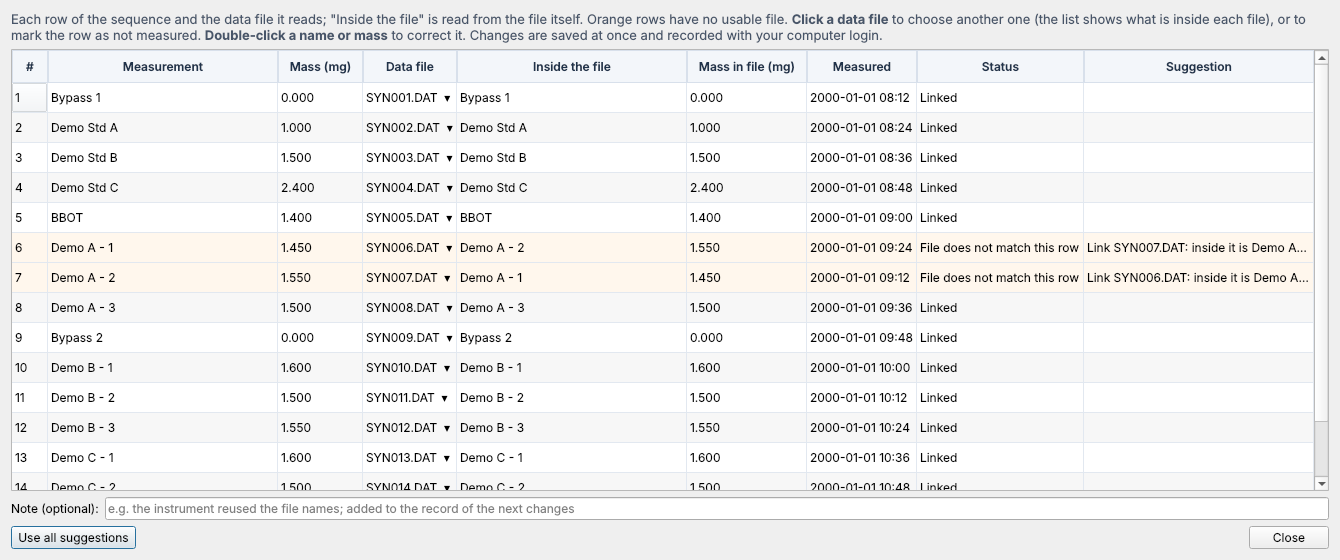 Each row of the sequence and the data file it reads; "Inside the file" is read from the file itself. Orange rows have no usable file. Click a data file to choose another one (the list shows what is inside each file), or to
mark the row as not measured. Double-click a name or mass to correct it. Changes are saved at once and recorded with your computer login.
# Measurement Mass (mg) Data file Inside the file Mass in file (mg) Measured Status Suggestion
1 Bypass 1 0.000 SYN001.DAT ▾ Bypass 1 0.000 2000-01-01 08:12 Linked
2 Demo Std A 1.000 SYN002.DAT ▾ Demo Std A 1.000 2000-01-01 08:24 Linked
3 Demo Std B 1.500 SYN003.DAT ▾ Demo Std B 1.500 2000-01-01 08:36 Linked
4 Demo Std C 2.400 SYN004.DAT ▾ Demo Std C 2.400 2000-01-01 08:48 Linked
5 BBOT 1.400 SYN005.DAT ▾ BBOT 1.400 2000-01-01 09:00 Linked
6 Demo A - 1 1.450 SYN006.DAT ▾ Demo A - 2 1.550 2000-01-01 09:24 File does not match this row Link SYN007.DAT: inside it is Demo A...
7 Demo A - 2 1.550 SYN007.DAT ▾ Demo A - 1 1.450 2000-01-01 09:12 File does not match this row Link SYN006.DAT: inside it is Demo A...
8 Demo A - 3 1.500 SYN008.DAT ▾ Demo A - 3 1.500 2000-01-01 09:36 Linked
9 Bypass 2 0.000 SYN009.DAT ▾ Bypass 2 0.000 2000-01-01 09:48 Linked
10 Demo B - 1 1.600 SYN010.DAT ▾ Demo B - 1 1.600 2000-01-01 10:00 Linked
11 Demo B - 2 1.500 SYN011.DAT ▾ Demo B - 2 1.500 2000-01-01 10:12 Linked
12 Demo B - 3 1.550 SYN012.DAT ▾ Demo B - 3 1.550 2000-01-01 10:24 Linked
13 Demo C - 1 1.600 SYN013.DAT ▾ Demo C - 1 1.600 2000-01-01 10:36 Linked
14 Demo C - 2 1.500 SYN014.DAT ▾ Demo C - 2 1.500 2000-01-01 10:48 Linked
Note (optional): e.g. the instrument reused the file names; added to the record of the next changes
Use all suggestions Close